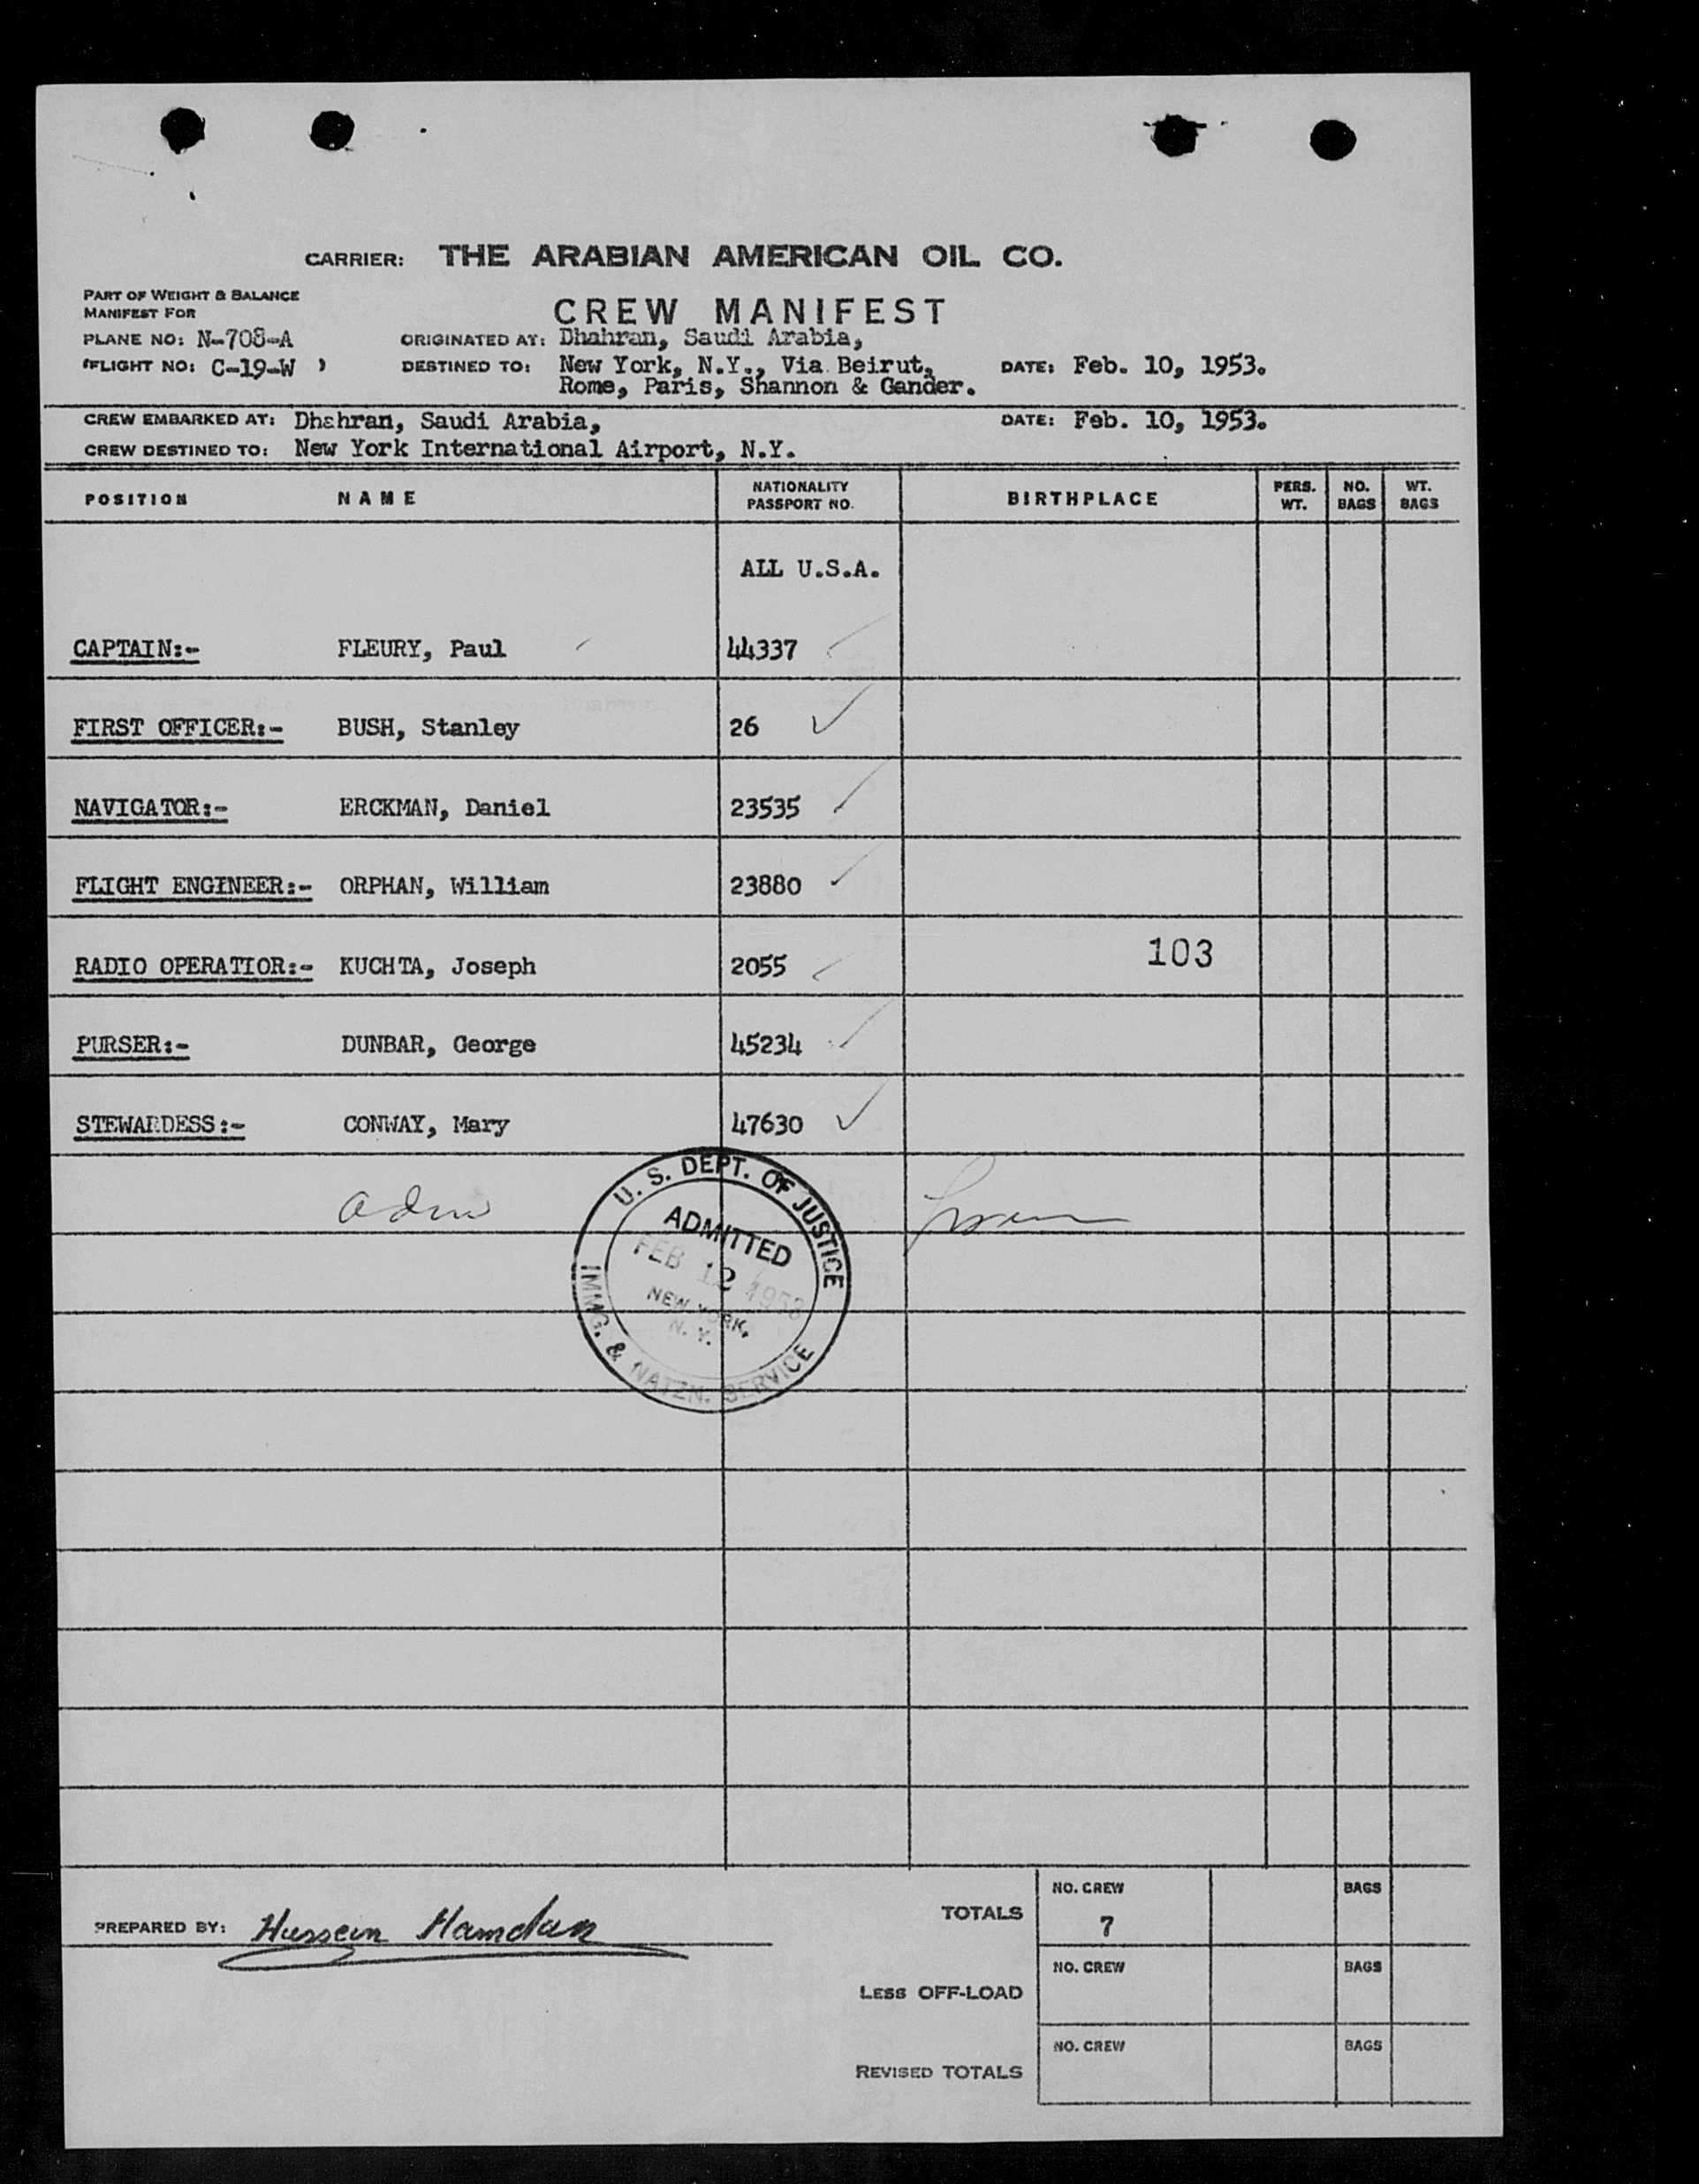 CARRIER: THE ARABIAN AMERICAN OIL CO.
PART OF WEIGHT & BALANCE
MANIFEST FOR
CREW MANIFEST
PLANE NO: N-708-A ORIGINATED AT: Dhahran, Saudi Arabia,
(FLIGHT NO: C-19-W ) DESTINED TO: New York, N.Y., Via Beirut, DATE: Feb. 10, 1953.
Rome, Paris, Shannon & Gander.
CREW EMBARKED AT: Dhahran, Saudi Arabia, DATE: Feb. 10, 1953.
CREW DESTINED TO: New York International Airport, N.Y.
POSITION NAME NATIONALITY PASSPORT NO. BIRTHPLACE PERS. WT. NO. BAGS WT. BAGS
ALL U.S.A.
CAPTAIN:- FLEURY, Paul 44337
FIRST OFFICER:- BUSH, Stanley 26
NAVIGATOR:- ERCKMAN, Daniel 23535
FLIGHT ENGINEER:- ORPHAN, William 23880
RADIO OPERATIOR:- KUCHTA, Joseph 2055 103
PURSER:- DUNBAR, George 45234
STEWARDESS:- CONWAY, Mary 47630
adm
U. S. DEPT. OF JUSTICE
ADMITTED
FEB 12 1953
NEW YORK,
N. Y.
IMMG. & NATZN. SERVICE
PREPARED BY: Hussein Hamdan
TOTALS NO. CREW 7 BAGS
LESS OFF-LOAD NO. CREW BAGS
REVISED TOTALS NO. CREW BAGS